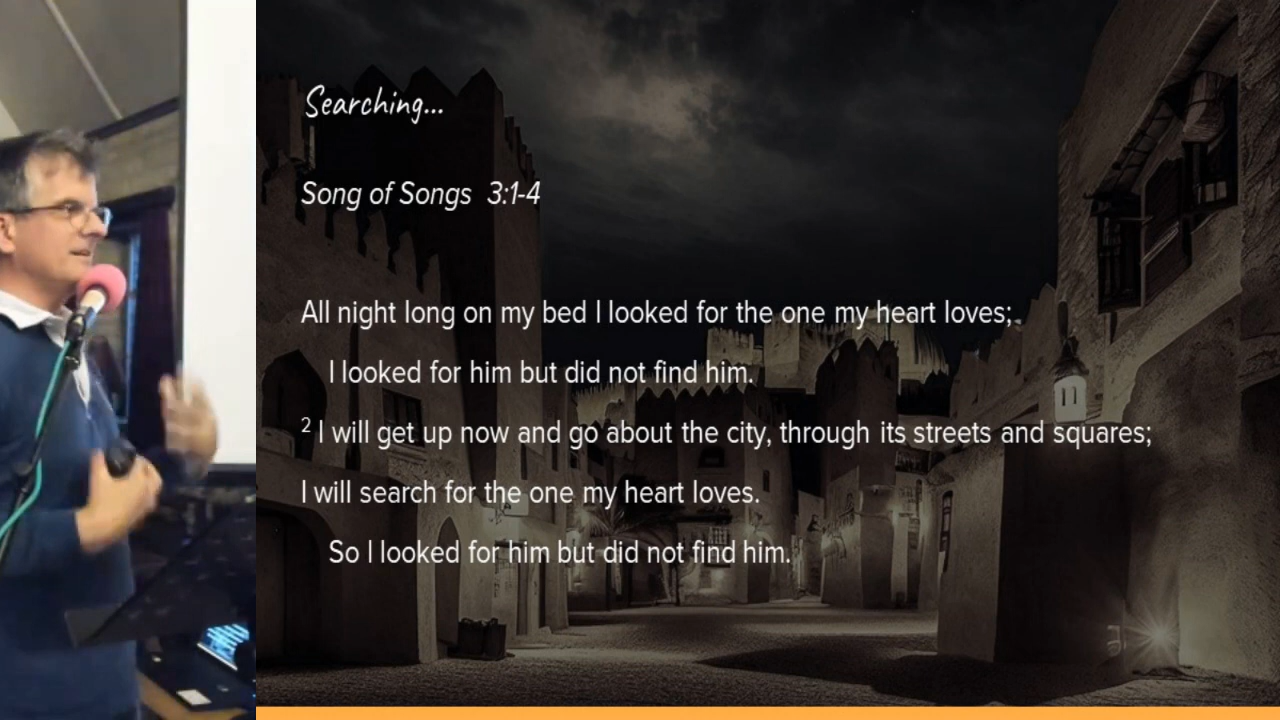 Searching...
Song of Songs 3:1-4
All night long on my bed I looked for the one my heart loves;
I looked for him but did not find him.
2 I will get up now and go about the city, through its streets and squares;
I will search for the one my heart loves.
So I looked for him but did not find him.